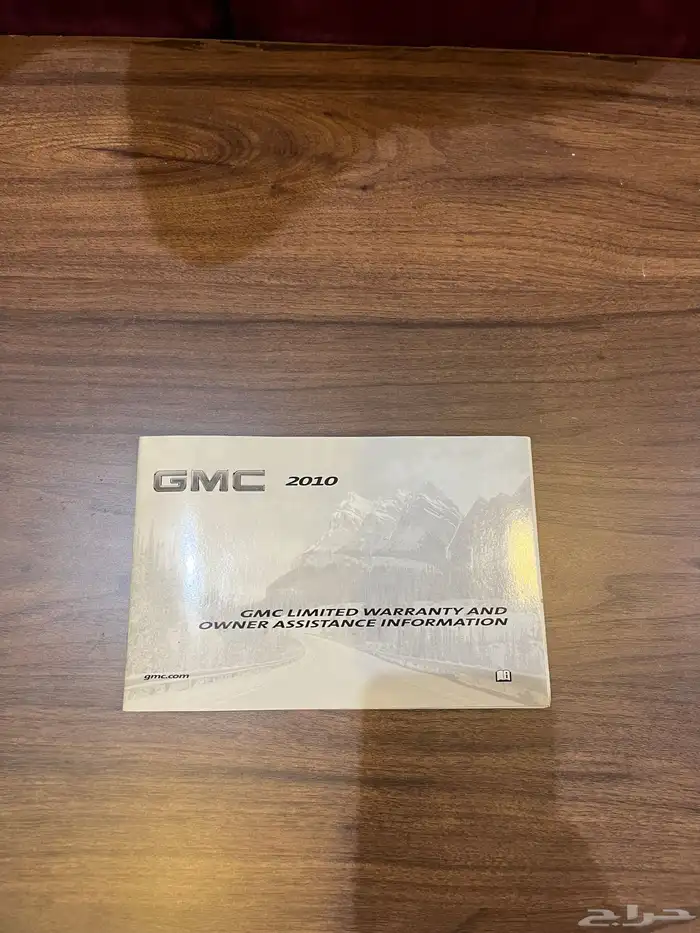 GMC 2010
GMC LIMITED WARRANTY AND
OWNER ASSISTANCE INFORMATION
gmc.com
حراج